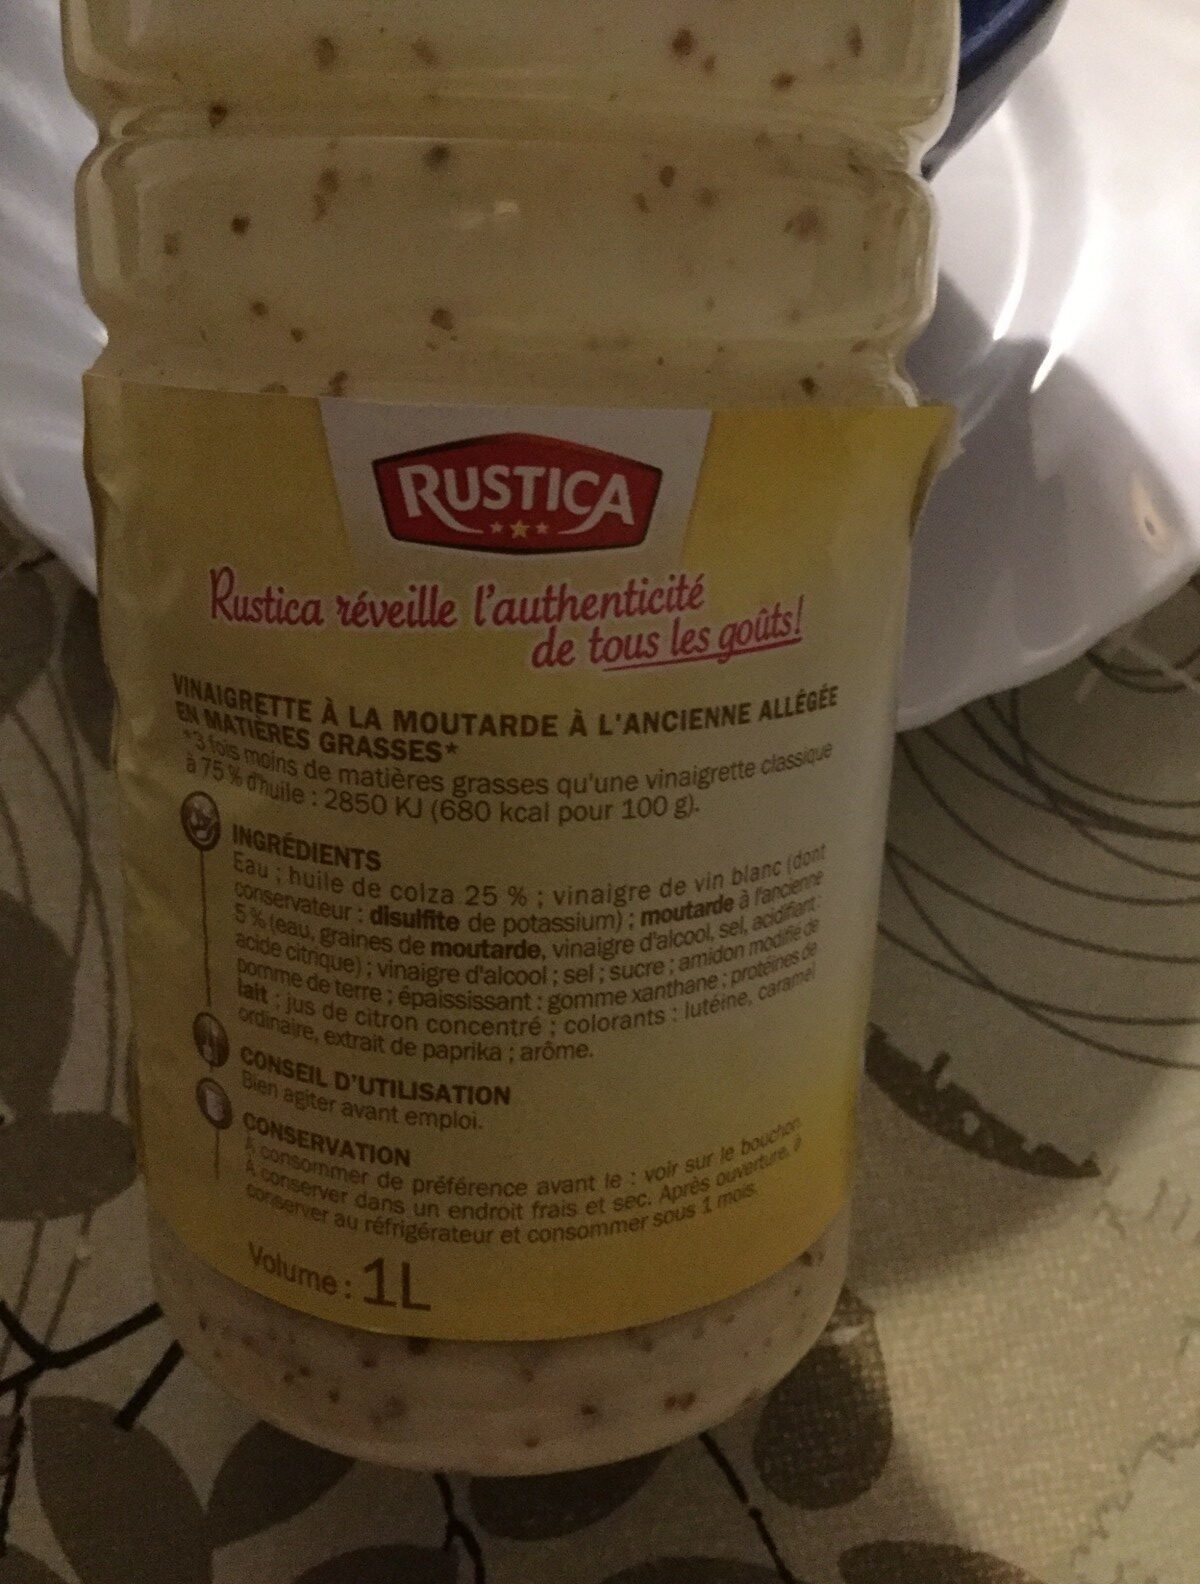 RUSTICA
Rustica réveille l'authenticité
de tous les goûts!
VINAIGRETTE À LA MOUTARDE À L'ANCIENNE ALLÉGÉE
EN MATIÈRES GRASSES*
*3 fois moins de matières grasses qu'une vinaigrette classique
à 75 % d'huile : 2850 KJ (680 kcal pour 100 g).
INGRÉDIENTS
Eau ; huile de colza 25 % ; vinaigre de vin blanc (dont
conservateur : disulfite de potassium) ; moutarde à l'ancienne
5 % (eau, graines de moutarde, vinaigre d'alcool, sel, acidifiant :
acide citrique) ; vinaigre d'alcool ; sel ; sucre ; amidon modifié de
pomme de terre ; épaississant : gomme xanthane ; protéines de
lait ; jus de citron concentré ; colorants : lutéine, caramel
ordinaire, extrait de paprika ; arôme.
CONSEIL D'UTILISATION
Bien agiter avant emploi.
CONSERVATION
À consommer de préférence avant le : voir sur le bouchon.
À conserver dans un endroit frais et sec. Après ouverture, à
conserver au réfrigérateur et consommer sous 1 mois.
Volume : 1L